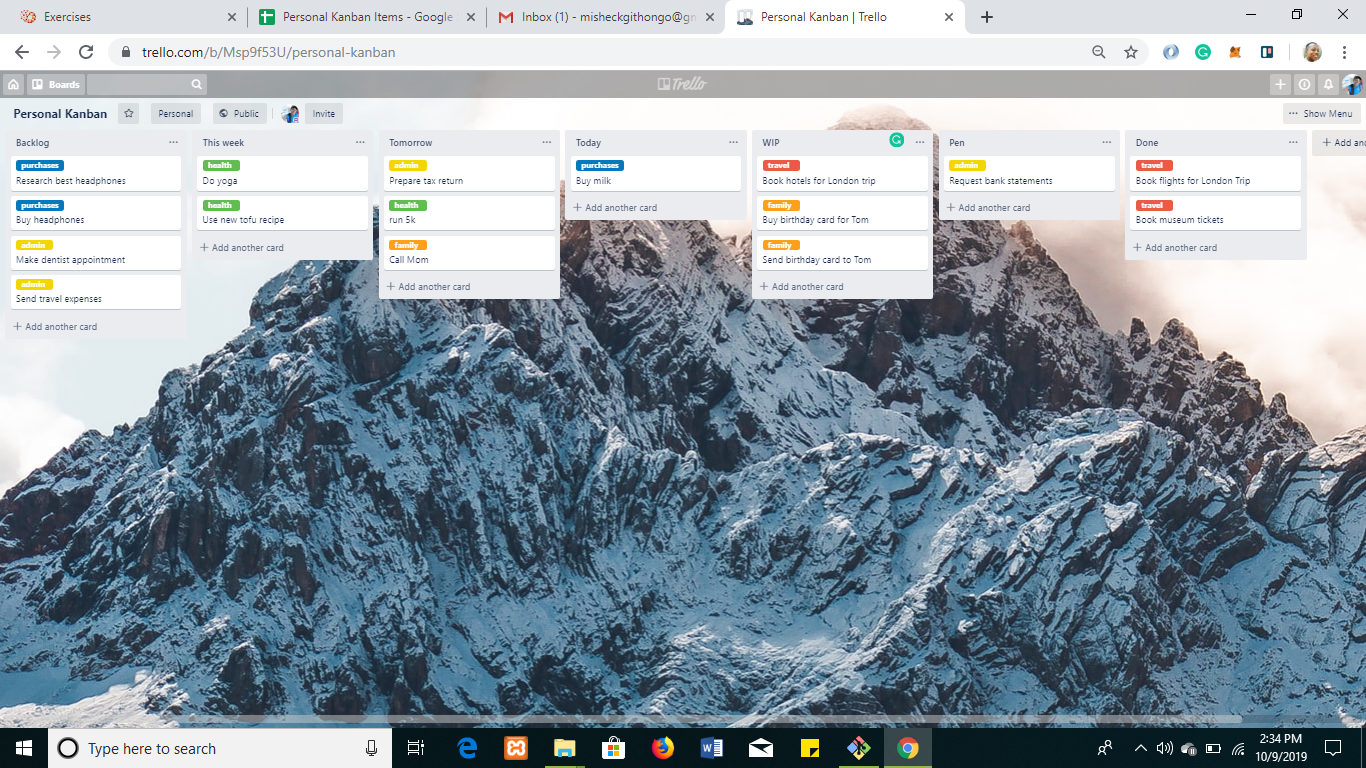 Exercises
Personal Kanban Items - Google
Inbox (1) - misheckgithongo@gm
Personal Kanban | Trello
trello.com/b/Msp9f53U/personal-kanban
Boards
Trello
Personal Kanban
Personal
Public
Invite
Show Menu
Backlog
purchases
Research best headphones
purchases
Buy headphones
admin
Make dentist appointment
admin
Send travel expenses
Add another card
This week
health
Do yoga
health
Use new tofu recipe
Add another card
Tomorrow
admin
Prepare tax return
health
run 5k
family
Call Mom
Add another card
Today
purchases
Buy milk
Add another card
WIP
travel
Book hotels for London trip
family
Buy birthday card for Tom
family
Send birthday card to Tom
Add another card
Pen
admin
Request bank statements
Add another card
Done
travel
Book flights for London Trip
travel
Book museum tickets
Add another card
Add ano
Type here to search
2:34 PM
10/9/2019